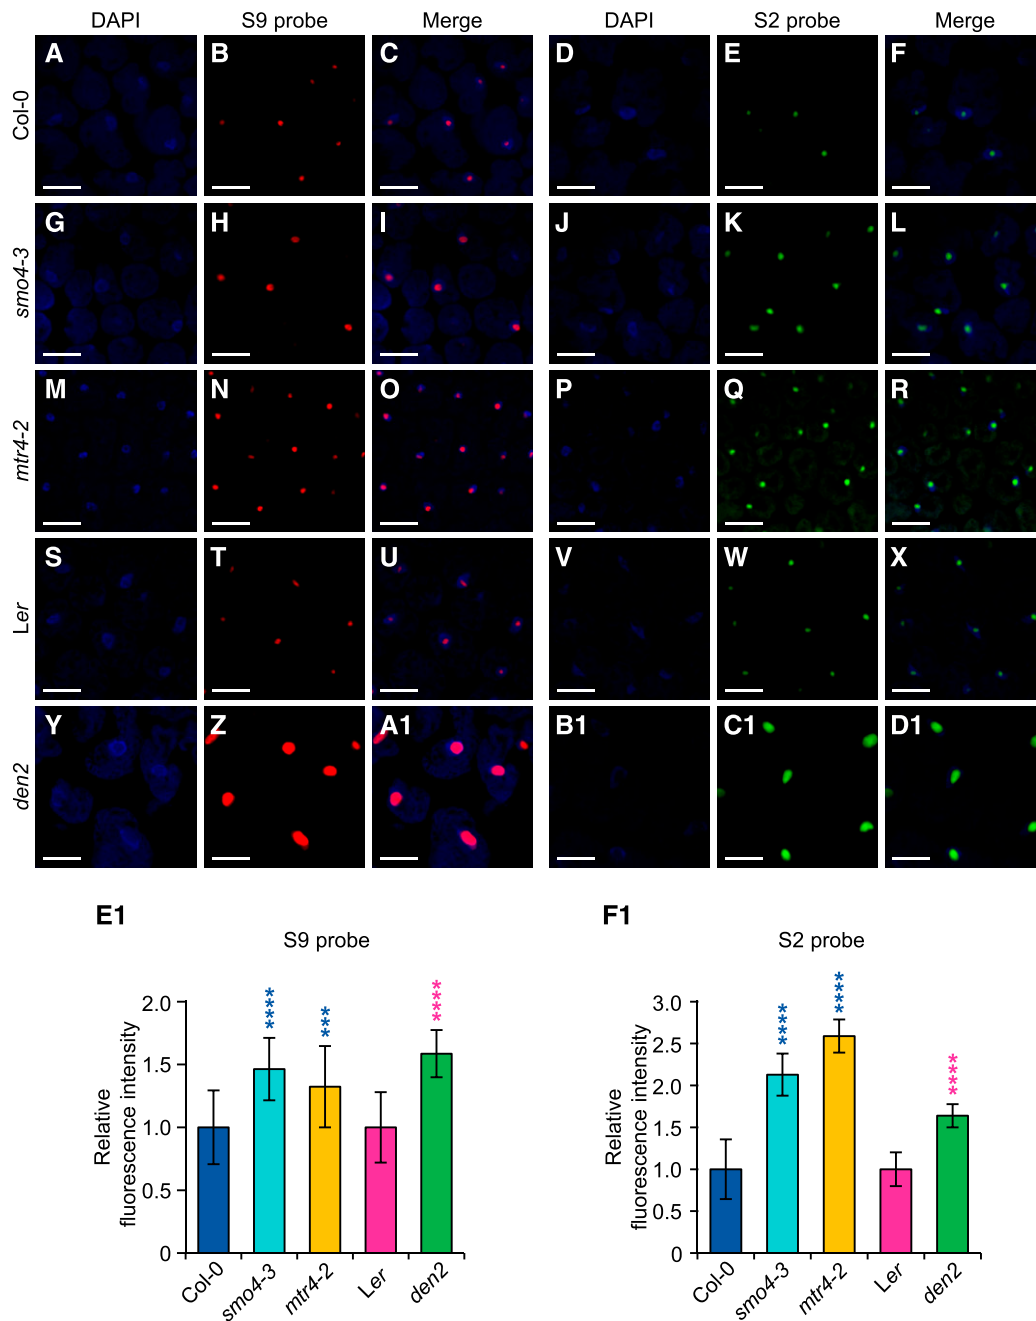 DAPI S9 probe Merge DAPI S2 probe Merge
Col-0
A B C D E F
smo4-3
G H I J K L
mtr4-2
M N O P Q R
Ler
S T U V W X
den2
Y Z A1 B1 C1 D1
E1
S9 probe
Relative
fluorescence intensity
2.0
1.5
1.0
0.5
0
****
***
****
Col-0 smo4-3 mtr4-2 Ler den2
F1
S2 probe
Relative
fluorescence intensity
3.0
2.5
2.0
1.5
1.0
0.5
0
****
****
****
Col-0 smo4-3 mtr4-2 Ler den2